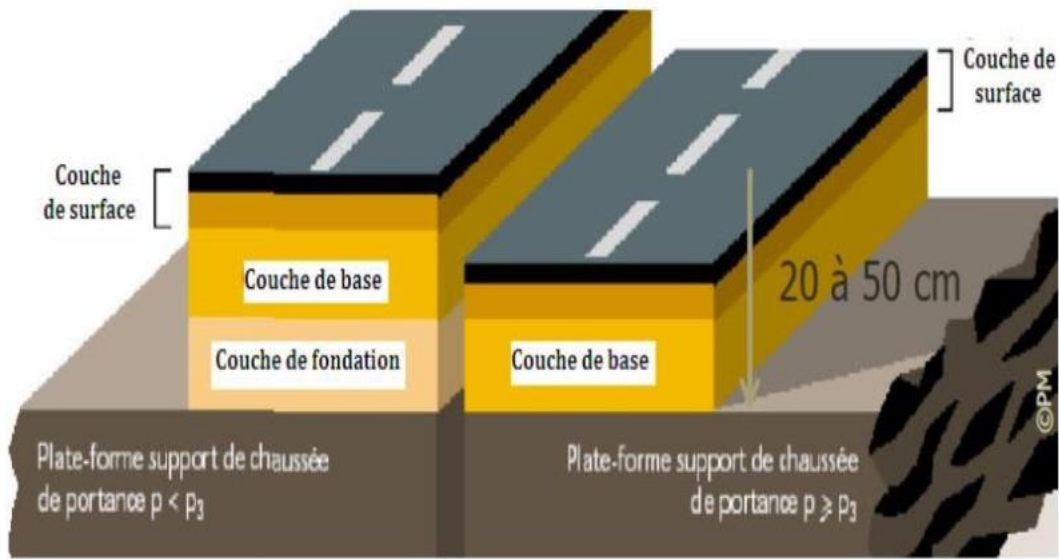 Couche de
surface
Couche
de surface
Couche de base
20 à 50 cm
Couche de fondation
Couche de base
©PM
Plate-forme support de chaussée
de portance p < p₃
Plate-forme support de chaussée
de portance p ⩾ p₃